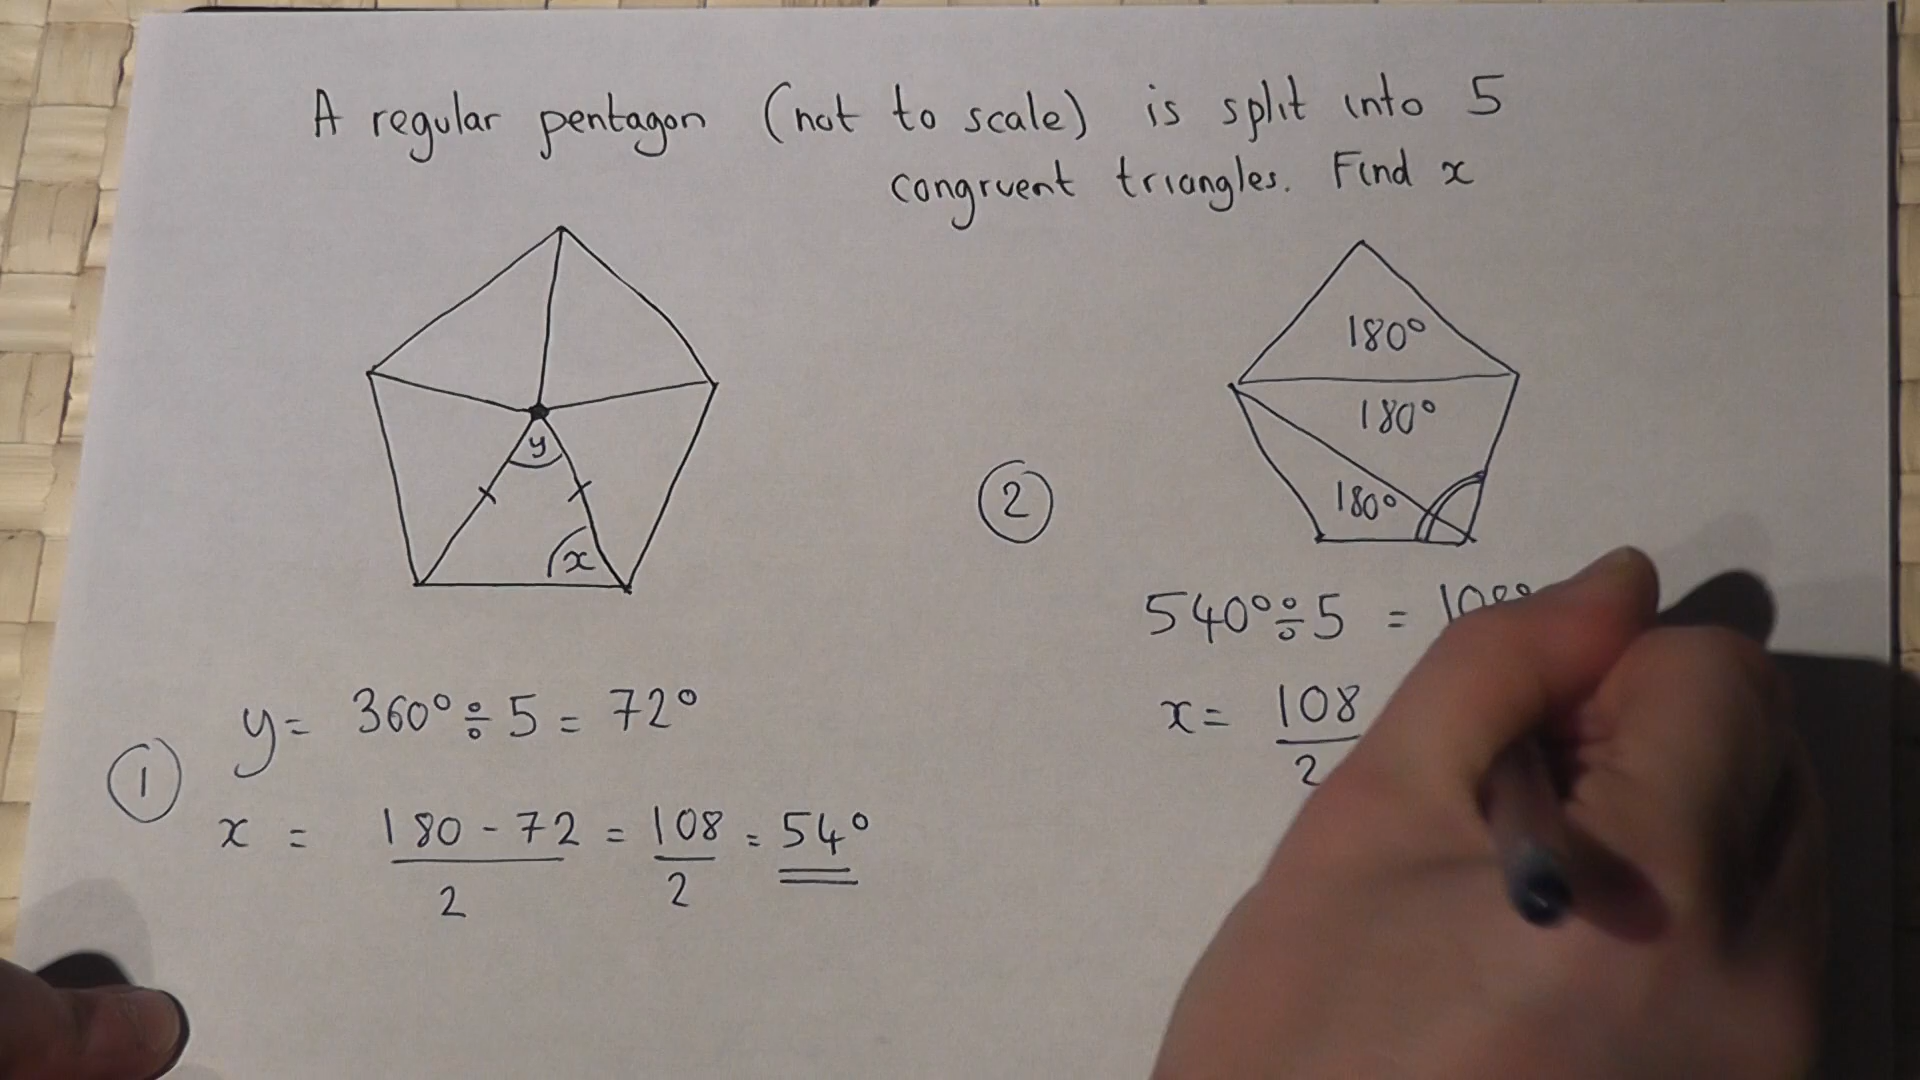 A regular pentagon (not to scale) is split into 5
congruent triangles. Find x
y
x
1
y = 360° ÷ 5 = 72°
x = 180 - 72 = 108 = 54°
2 2
2
180°
180°
180°
540° ÷ 5 =
x = 108
2